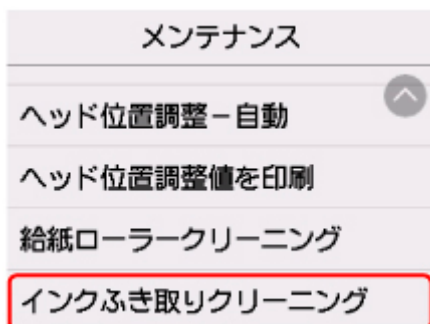 メンテナンス
ヘッド位置調整－自動
ヘッド位置調整値を印刷
給紙ローラークリーニング
インクふき取りクリーニング